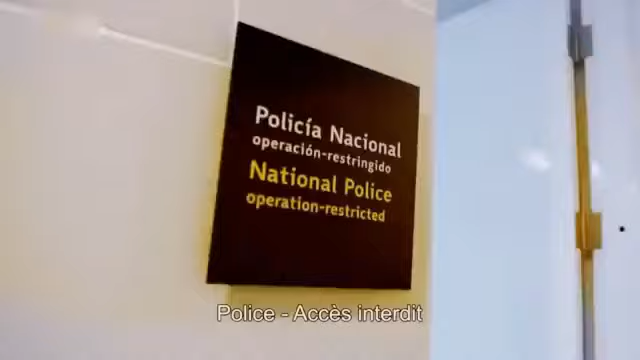 Policía Nacional
operación-restringido
National Police
operation-restricted
Police - Accès interdit